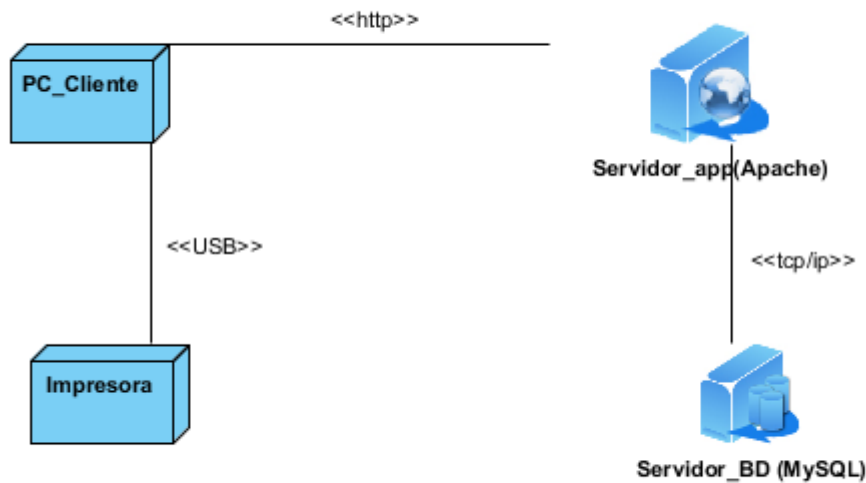 <<http>>
PC_Cliente
Servidor_app(Apache)
<<USB>>
<<tcp/ip>>
Impresora
Servidor_BD (MySQL)